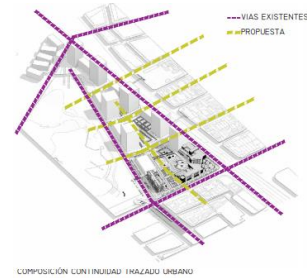 VIAS EXISTENTES
PROPUESTA
COMPOSICIÓN CONTINUIDAD TRAZADO URBANO